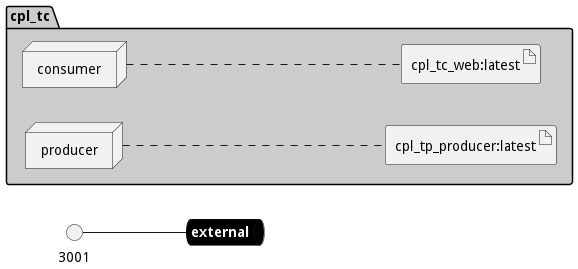 cpl_tc
consumer
cpl_tc_web:latest
producer
cpl_tp_producer:latest
external
3001